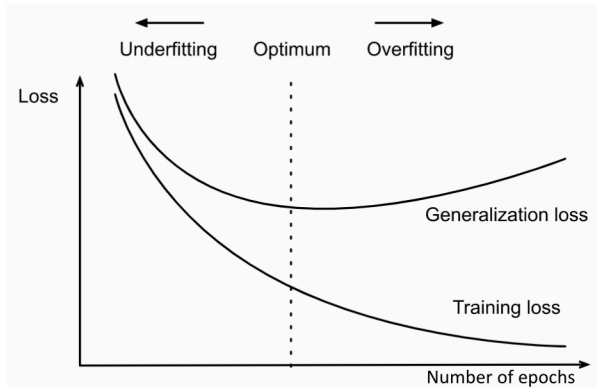 Underfitting Optimum Overfitting
Loss
Generalization loss
Training loss
Number of epochs